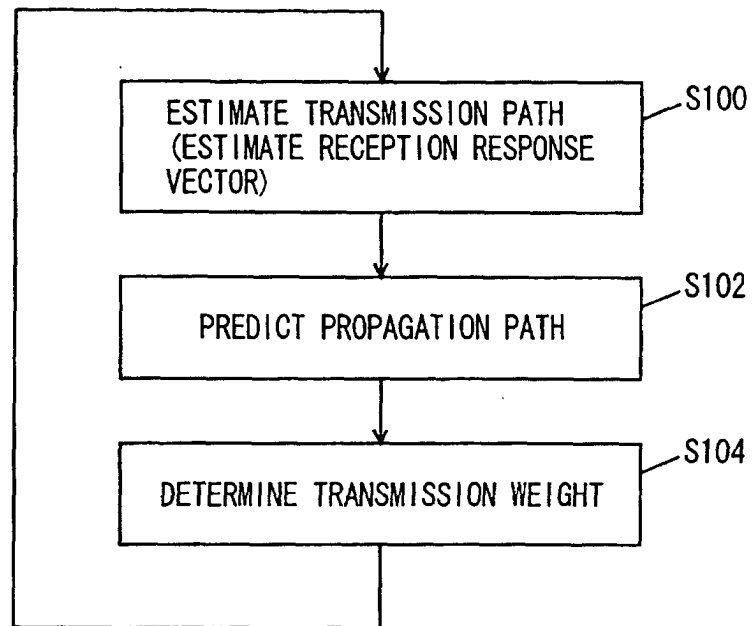 ESTIMATE TRANSMISSION PATH S100
(ESTIMATE RECEPTION RESPONSE
VECTOR)
S102
PREDICT PROPAGATION PATH
S104
DETERMINE TRANSMISSION WEIGHT